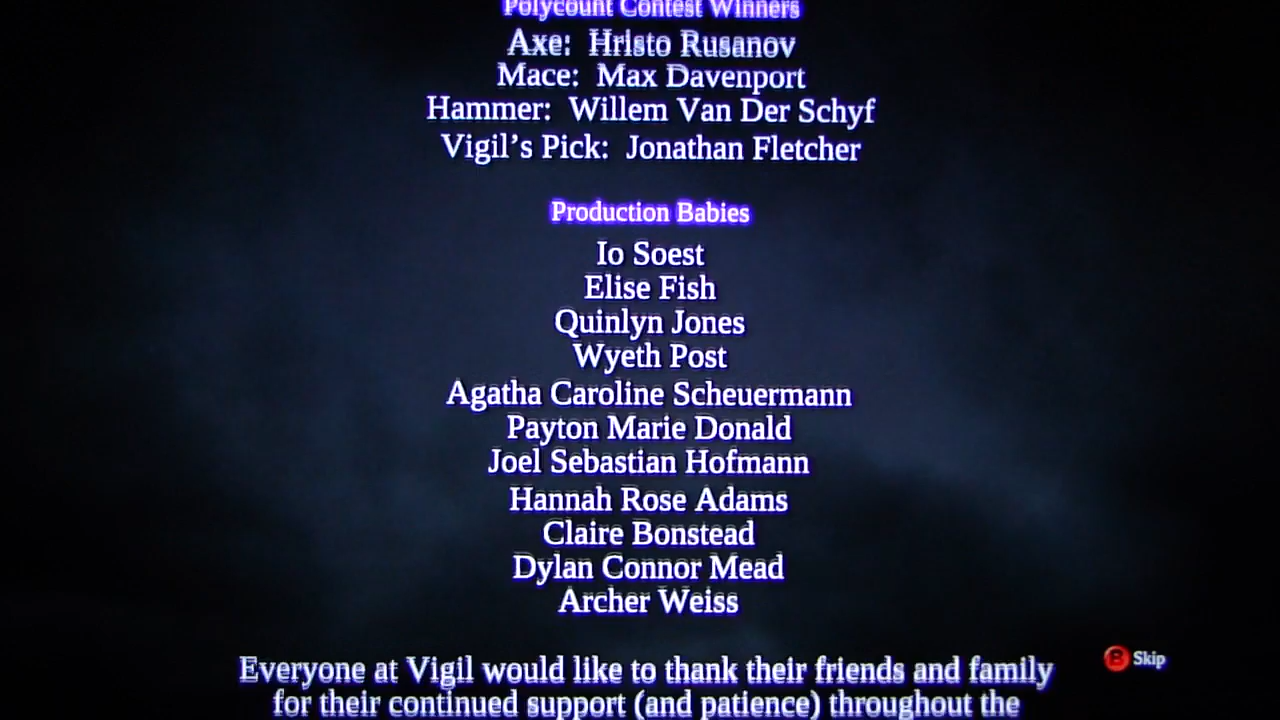 Polycount Contest Winners
Axe: Hristo Rusanov
Mace: Max Davenport
Hammer: Willem Van Der Schyf
Vigil's Pick: Jonathan Fletcher
Production Babies
Io Soest
Elise Fish
Quinlyn Jones
Wyeth Post
Agatha Caroline Scheuermann
Payton Marie Donald
Joel Sebastian Hofmann
Hannah Rose Adams
Claire Bonstead
Dylan Connor Mead
Archer Weiss
B Skip
Everyone at Vigil would like to thank their friends and family
for their continued support (and patience) throughout the